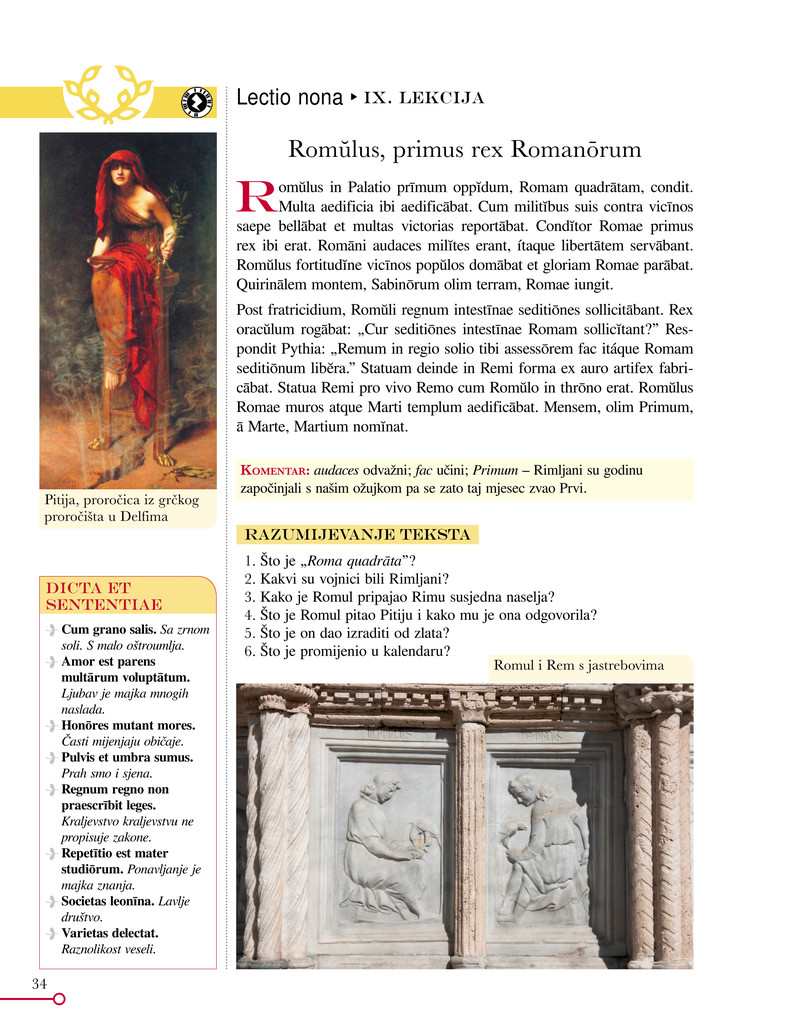 Lectio nona ▸ IX. LEKCIJA
Romŭlus, primus rex Romanōrum
Romŭlus in Palatio prīmum oppĭdum, Romam quadrātam, condit.
Multa aedificia ibi aedificābat. Cum militĭbus suis contra vicīnos
saepe bellābat et multas victorias reportābat. Condĭtor Romae primus
rex ibi erat. Romāni audaces milĭtes erant, ítaque libertātem servābant.
Romŭlus fortitudĭne vicīnos popŭlos domābat et gloriam Romae parābat.
Quirinālem montem, Sabinōrum olim terram, Romae iungit.
Post fratricidium, Romŭli regnum intestīnae seditiōnes sollicitābant. Rex
oracŭlum rogābat: „Cur seditiōnes intestīnae Romam sollicĭtant?” Res-
pondit Pythia: „Remum in regio solio tibi assessōrem fac itáque Romam
seditiōnum libĕra.” Statuam deinde in Remi forma ex auro artifex fabri-
cābat. Statua Remi pro vivo Remo cum Romŭlo in thrōno erat. Romŭlus
Romae muros atque Marti templum aedificābat. Mensem, olim Primum,
ā Marte, Martium nomĭnat.
KOMENTAR: audaces odvažni; fac učini; Primum – Rimljani su godinu
započinjali s našim ožujkom pa se zato taj mjesec zvao Prvi.
RAZUMIJEVANJE TEKSTA
1. Što je „Roma quadrāta”?
2. Kakvi su vojnici bili Rimljani?
3. Kako je Romul pripajao Rimu susjedna naselja?
4. Što je Romul pitao Pitiju i kako mu je ona odgovorila?
5. Što je on dao izraditi od zlata?
6. Što je promijenio u kalendaru?
Romul i Rem s jastrebovima
Pitija, proročica iz grčkog
proročišta u Delfima
DICTA ET
SENTENTIAE
Cum grano salis. Sa zrnom
soli. S malo oštroumlja.
Amor est parens
multārum voluptātum.
Ljubav je majka mnogih
naslada.
Honōres mutant mores.
Časti mijenjaju običaje.
Pulvis et umbra sumus.
Prah smo i sjena.
Regnum regno non
praescrībit leges.
Kraljevstvo kraljevstvu ne
propisuje zakone.
Repetītio est mater
studiōrum. Ponavljanje je
majka znanja.
Societas leonīna. Lavlje
društvo.
Varietas delectat.
Raznolikost veseli.
34